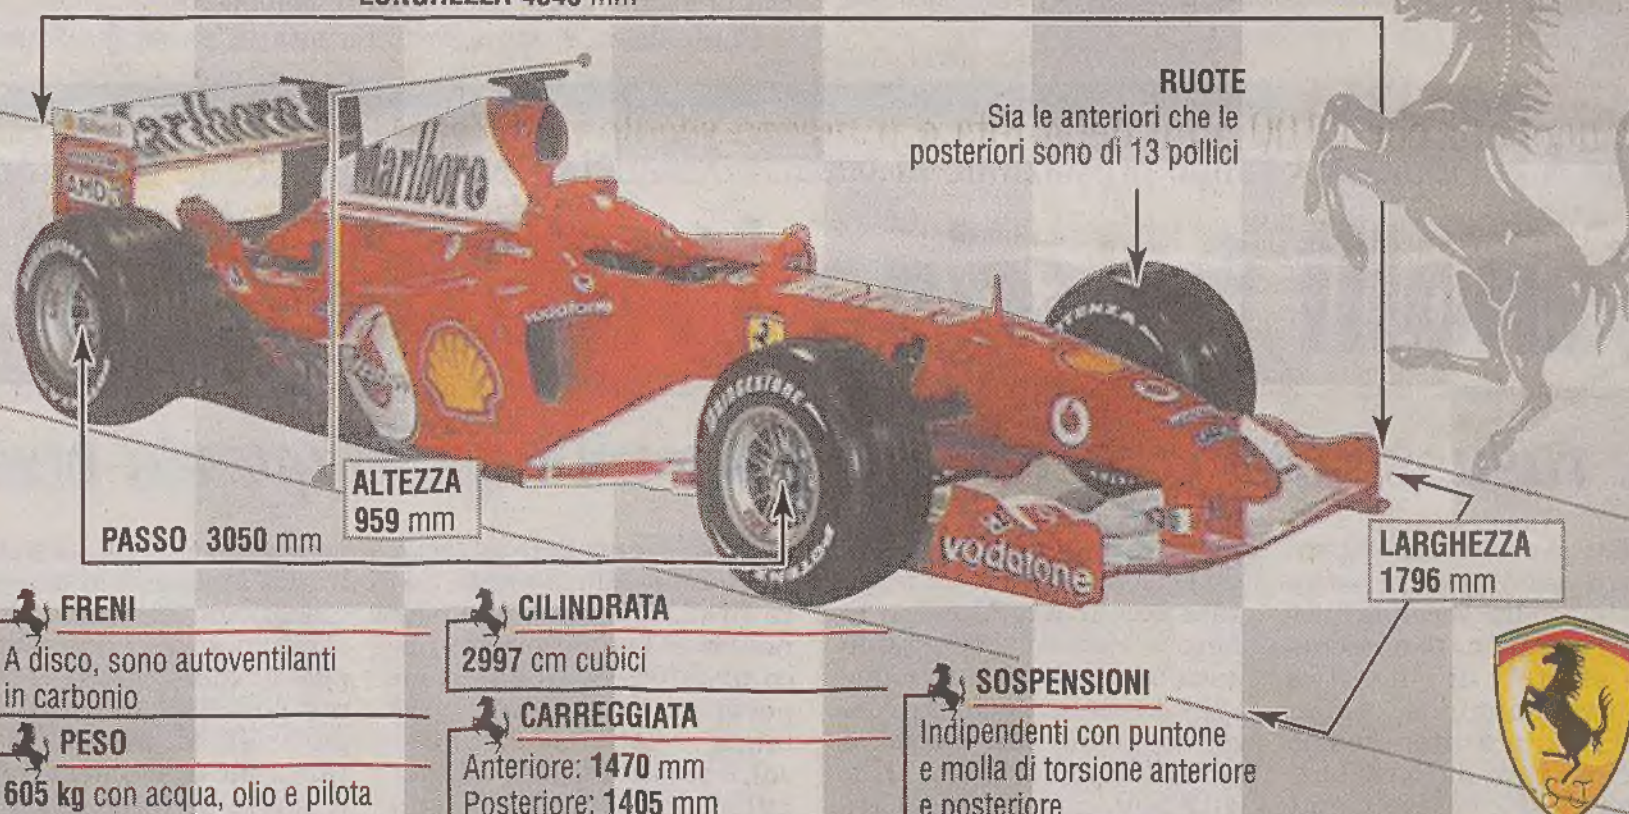 RUOTE
Sia le anteriori che le
posteriori sono di 13 pollici
Marlboro
Marlboro
AMD
vodafone
BRIDGESTONE
POTENZA
vodafone
ALTEZZA
959 mm
PASSO 3050 mm
LARGHEZZA
1796 mm
FRENI
A disco, sono autoventilanti
in carbonio
PESO
605 kg con acqua, olio e pilota
CILINDRATA
2997 cm cubici
CARREGGIATA
Anteriore: 1470 mm
Posteriore: 1405 mm
SOSPENSIONI
Indipendenti con puntone
e molla di torsione anteriore
e posteriore
S F